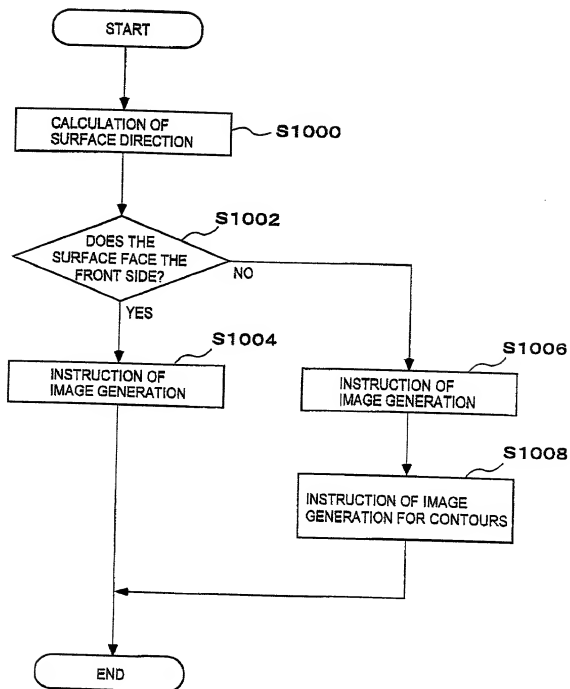 START
CALCULATION OF
SURFACE DIRECTION
S1000
S1002
DOES THE
SURFACE FACE THE
FRONT SIDE?
NO
YES
S1004
INSTRUCTION OF
IMAGE GENERATION
S1006
INSTRUCTION OF
IMAGE GENERATION
S1008
INSTRUCTION OF IMAGE
GENERATION FOR CONTOURS
END